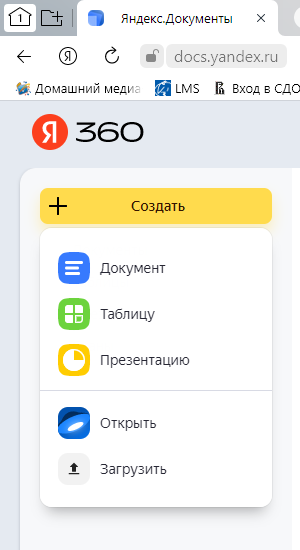 1
Яндекс.Документы
Я
docs.yandex.ru
Домашний медиа
LMS
Вход в СДО
Я 360
Создать
Документ
Таблицу
Презентацию
Открыть
Загрузить